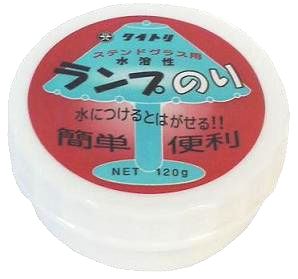 タイトリ
ステンドグラス用
水溶性
ランプのり
水につけるとはがせる!!
簡単 便利
NET 120g